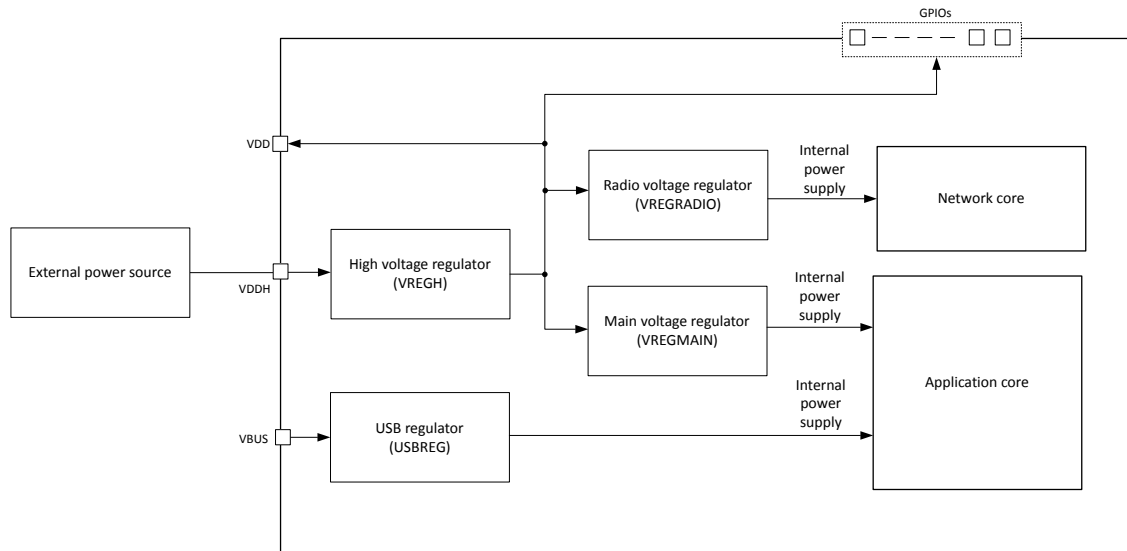 GPIOs
VDD
Radio voltage regulator
(VREGRADIO)
Internal
power
supply
Network core
External power source
VDDH
High voltage regulator
(VREGH)
Main voltage regulator
(VREGMAIN)
Internal
power
supply
Application core
VBUS
USB regulator
(USBREG)
Internal
power
supply